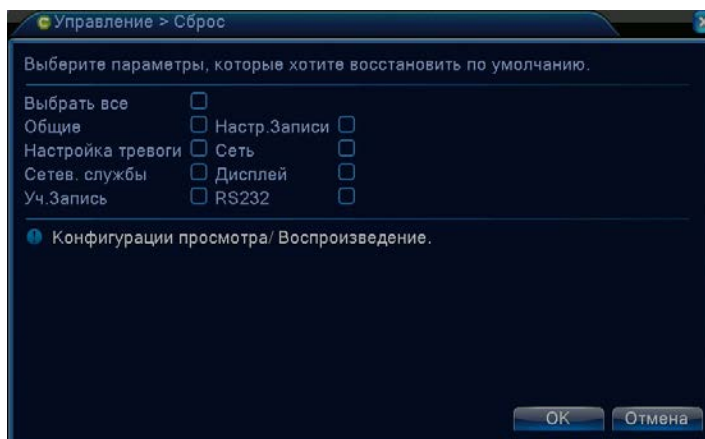 Управление > Сброс
Выберите параметры, которые хотите восстановить по умолчанию.
Выбрать все
Общие Настр.Записи
Настройка тревоги Сеть
Сетев. службы Дисплей
Уч.Запись RS232
Конфигурации просмотра/ Воспроизведение.
OK Отмена